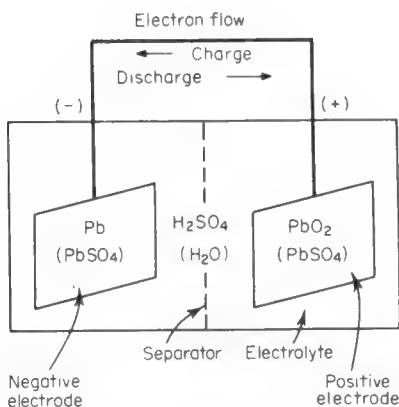 Electron flow
← Charge
Discharge →
(-)
(+)
Pb
(PbSO₄)
H₂SO₄
(H₂O)
PbO₂
(PbSO₄)
Separator
Electrolyte
Negative
electrode
Positive
electrode